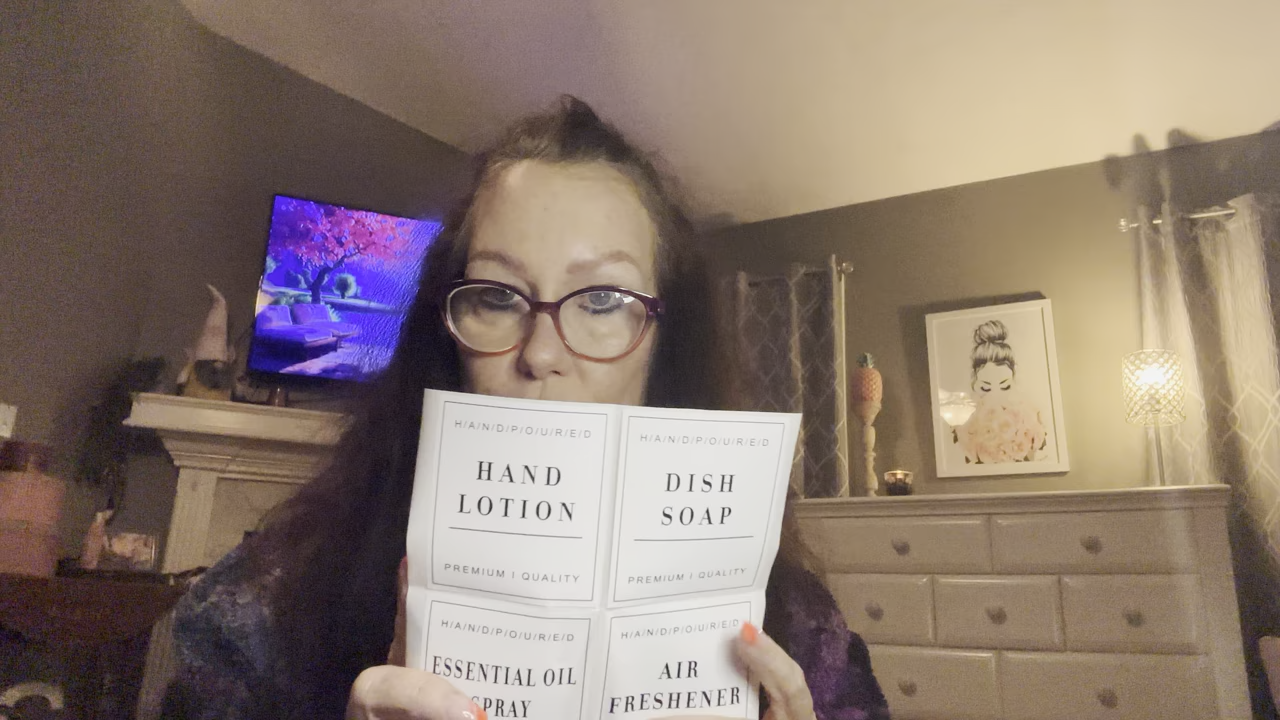 H/A/N/D/P/O/U/R/E/D
HAND
LOTION
PREMIUM | QUALITY
H/A/N/D/P/O/U/R/E/D
DISH
SOAP
PREMIUM | QUALITY
H/A/N/D/P/O/U/R/E/D
ESSENTIAL OIL
SPRAY
H/A/N/D/P/O/U/R/E/D
AIR
FRESHENER